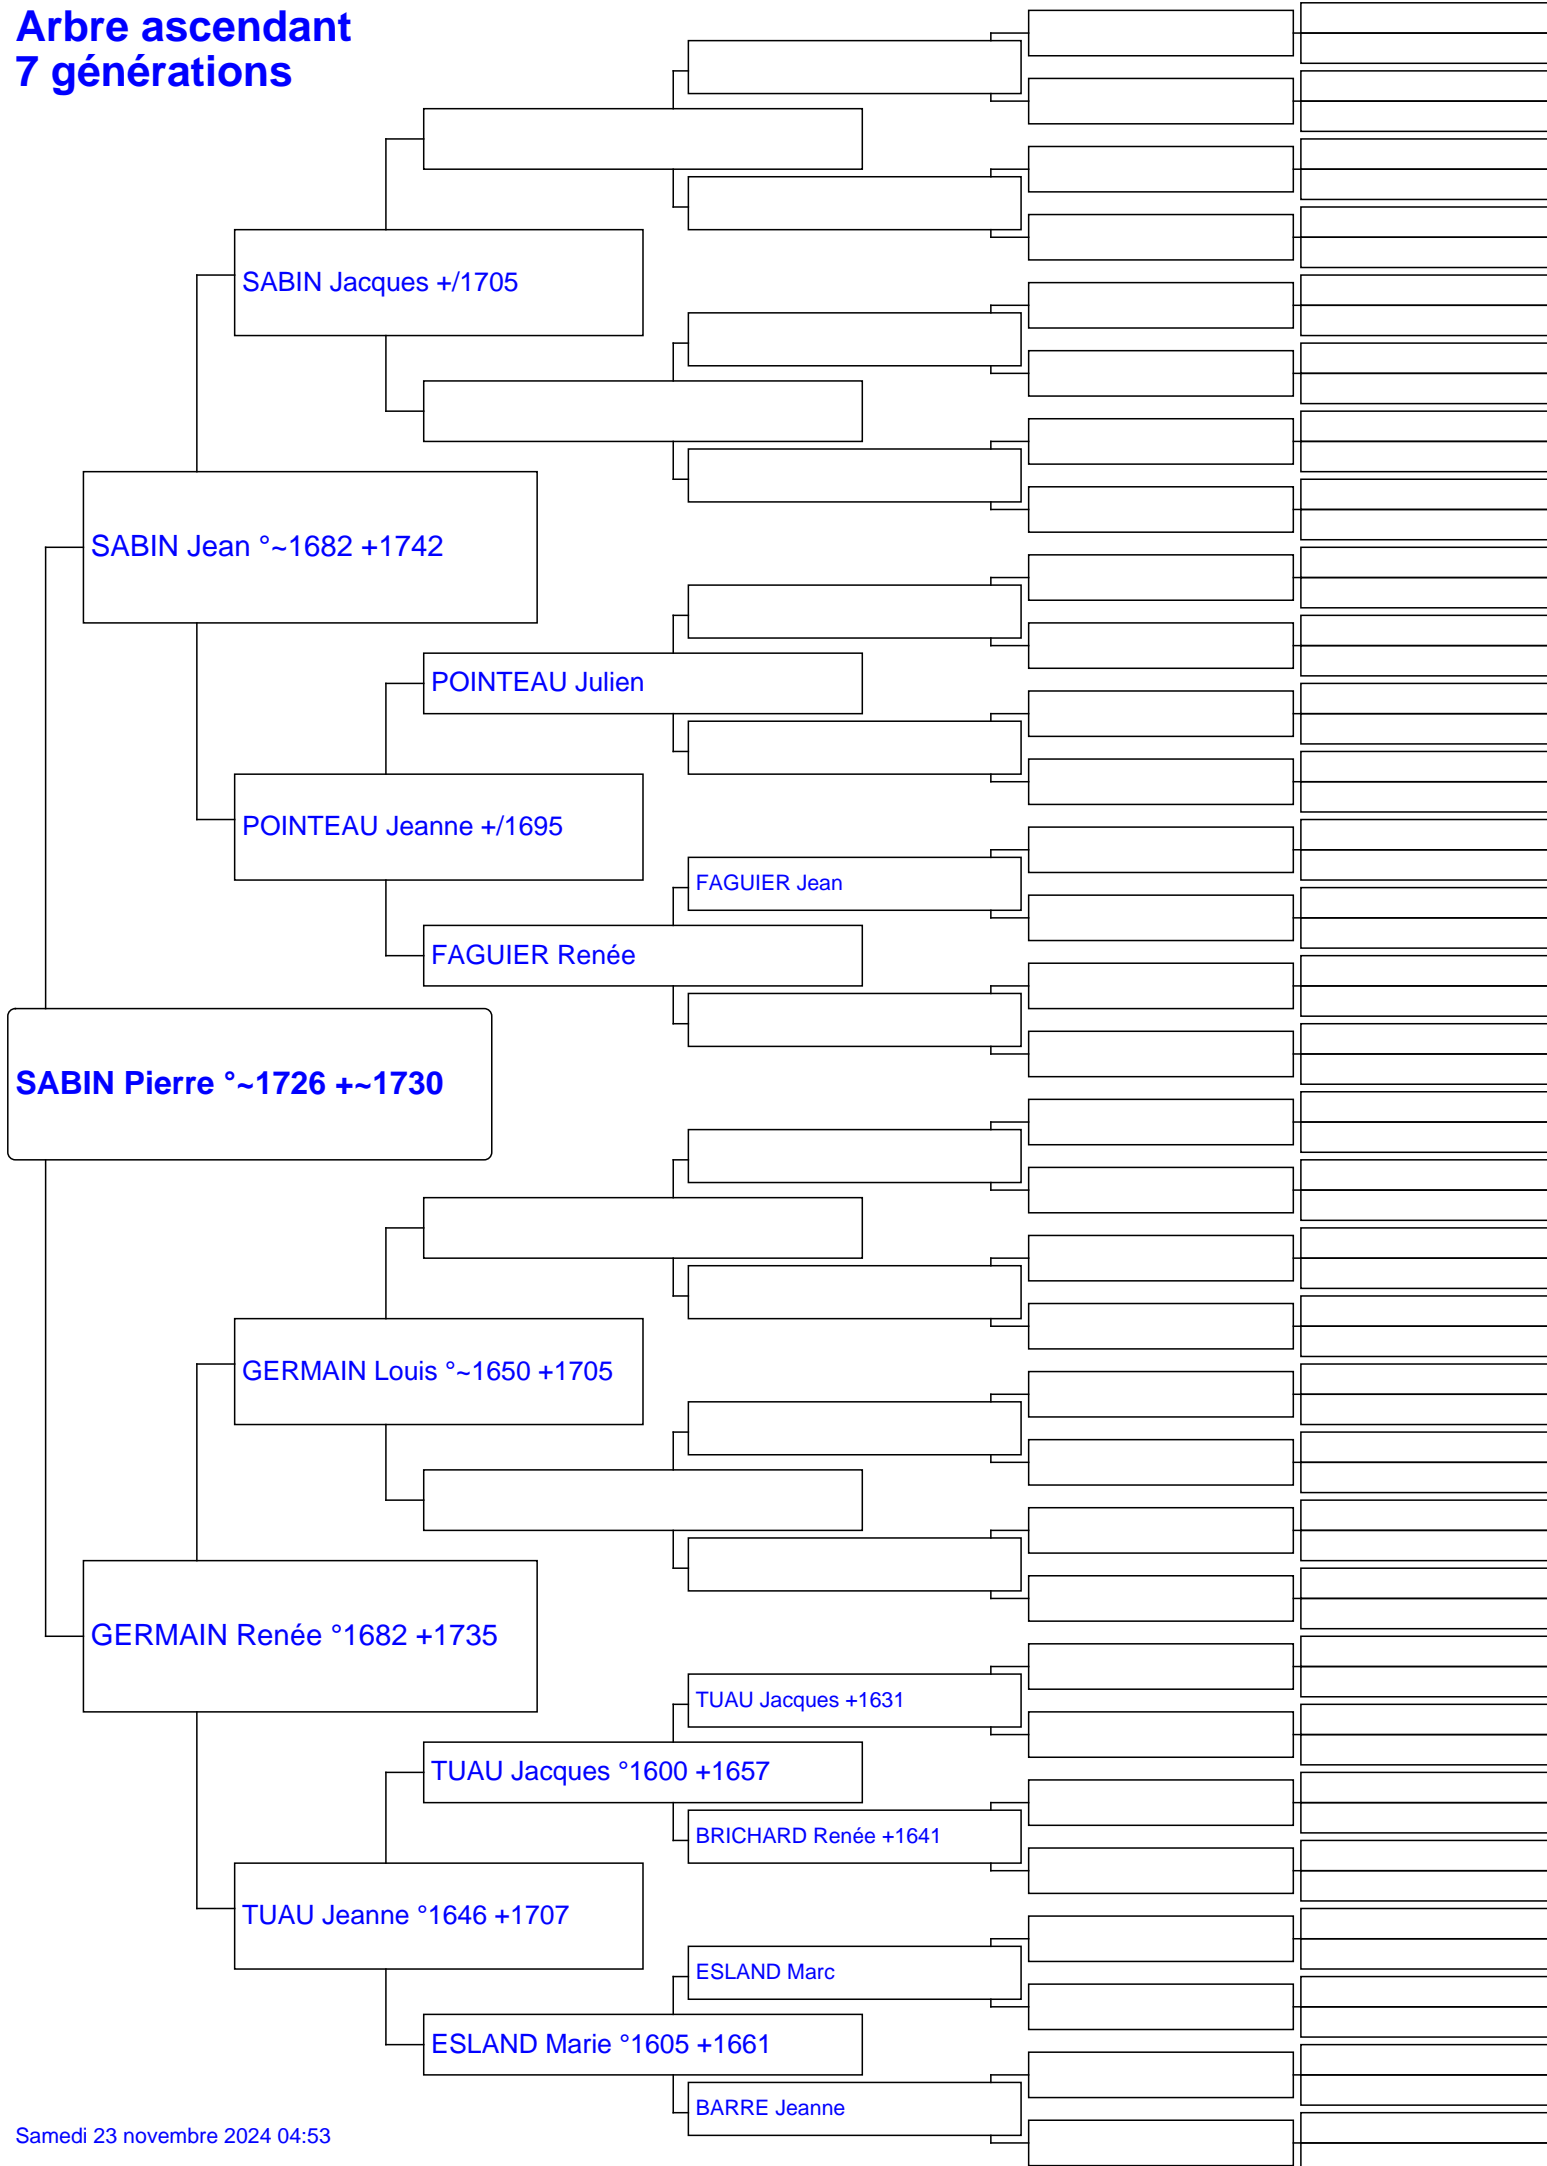 Arbre ascendant
7 générations
SABIN Jacques +/1705
SABIN Jean °~1682 +1742
POINTEAU Julien
POINTEAU Jeanne +/1695
FAGUIER Jean
FAGUIER Renée
SABIN Pierre °~1726 +~1730
GERMAIN Louis °~1650 +1705
GERMAIN Renée °1682 +1735
TUAU Jacques +1631
TUAU Jacques °1600 +1657
BRICHARD Renée +1641
TUAU Jeanne °1646 +1707
ESLAND Marc
ESLAND Marie °1605 +1661
BARRE Jeanne
Samedi 23 novembre 2024 04:53